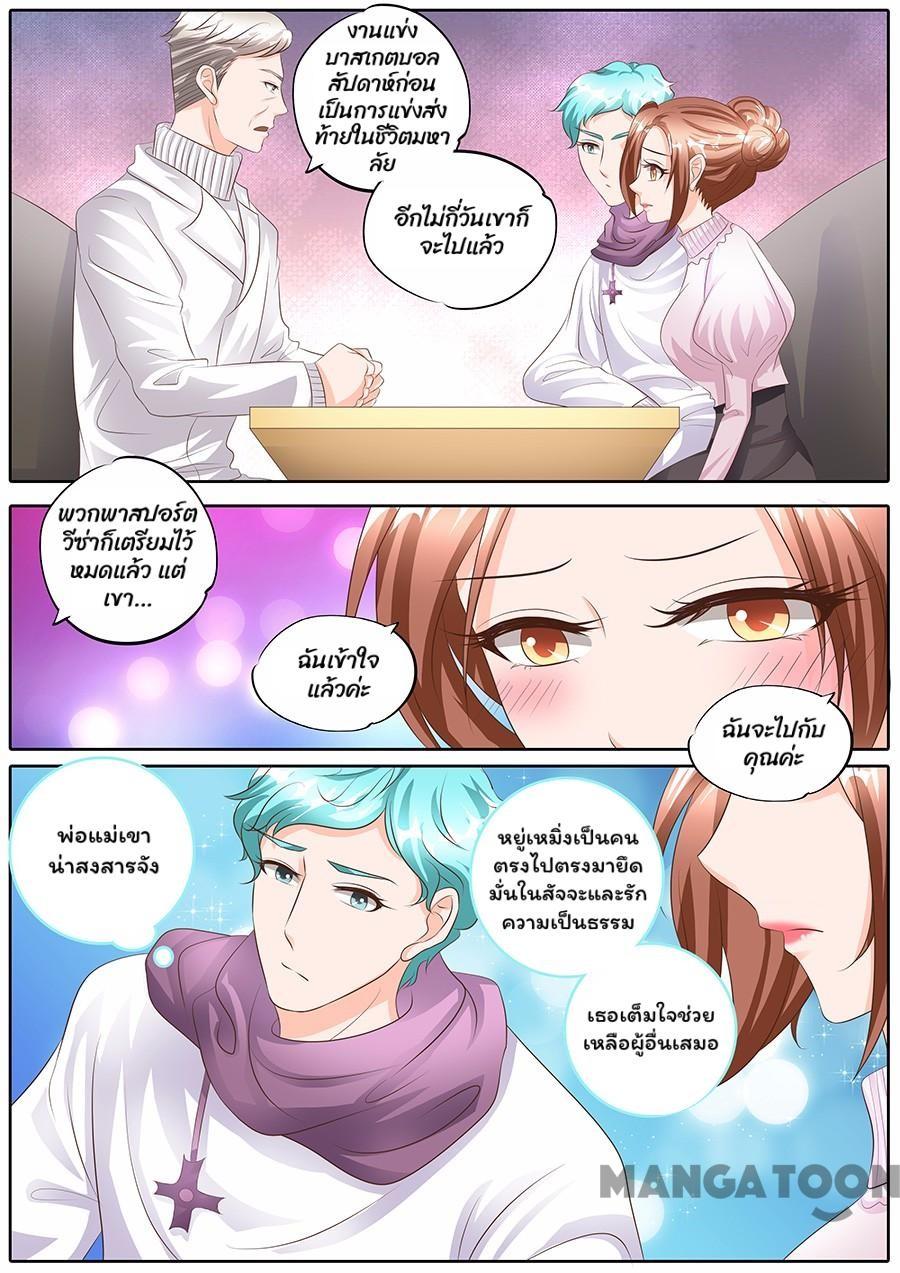 งานแข่ง
บาสเกตบอล
สัปดาห์ก่อน
เป็นการแข่งส่ง
ท้ายในชีวิตมหา
ลัย
อีกไม่กี่วันเขาก็
จะไปแล้ว
พวกพาสปอร์ต
วีซ่าก็เตรียมไว้
หมดแล้ว แต่
เขา...
ฉันเข้าใจ
แล้วค่ะ
ฉันจะไปกับ
คุณค่ะ
พ่อแม่เขา
น่าสงสารจัง
หยู่เหมิ่งเป็นคน
ตรงไปตรงมายึด
มั่นในสัจจะและรัก
ความเป็นธรรม
เธอเต็มใจช่วย
เหลือผู้อื่นเสมอ
MANGATOON